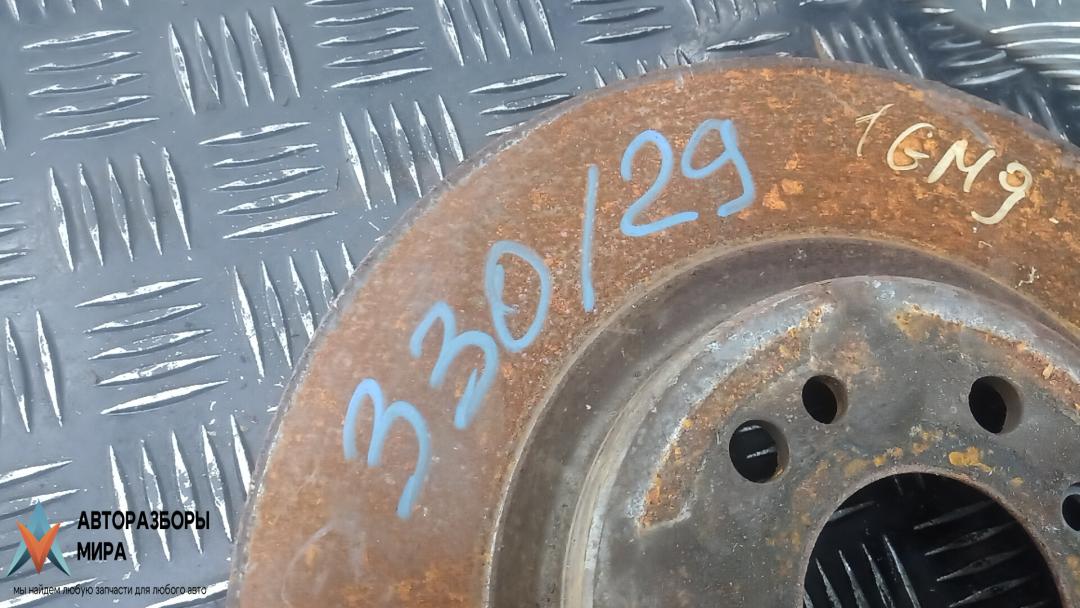 330/29
1GM9
АВТОРАЗБОРЫ
МИРА
мы найдем любую запчасти для любого авто